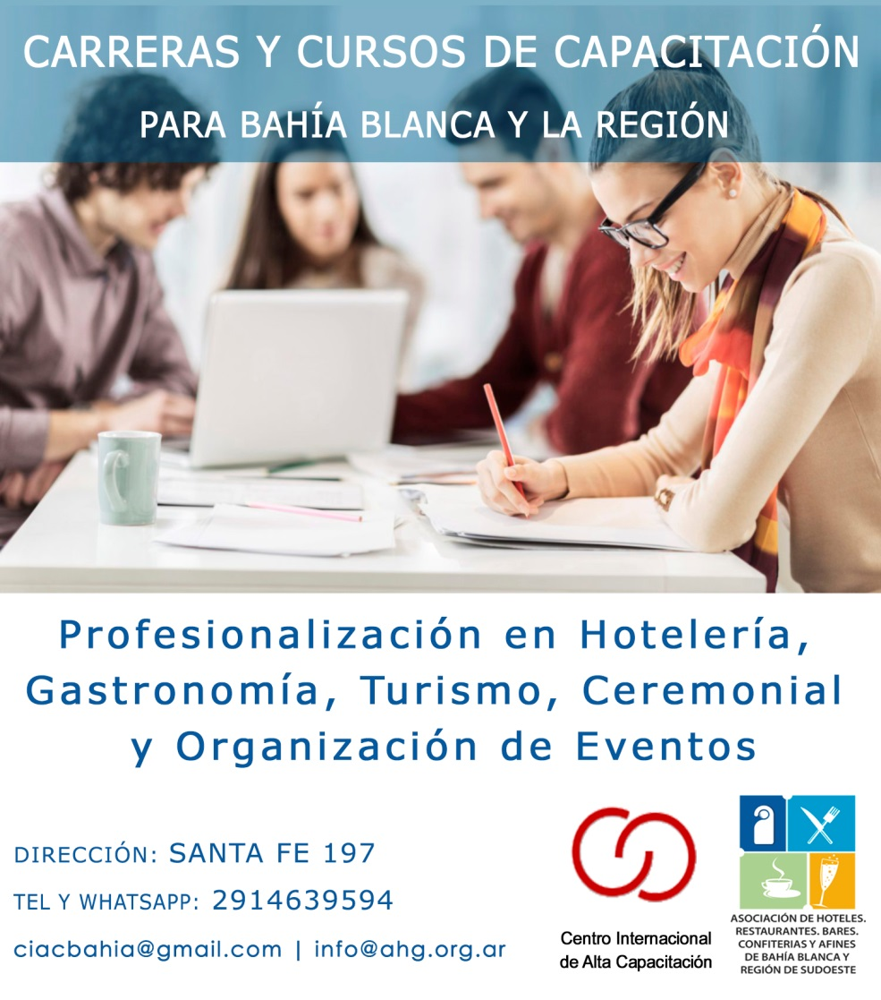 CARRERAS Y CURSOS DE CAPACITACIÓN
PARA BAHÍA BLANCA Y LA REGIÓN
Profesionalización en Hotelería,
Gastronomía, Turismo, Ceremonial
y Organización de Eventos
DIRECCIÓN: SANTA FE 197
TEL Y WHATSAPP: 2914639594
ciacbahia@gmail.com | info@ahg.org.ar
Centro Internacional
de Alta Capacitación
ASOCIACIÓN DE HOTELES.
RESTAURANTES. BARES.
CONFITERIAS Y AFINES
DE BAHÍA BLANCA Y
REGIÓN DE SUDOESTE